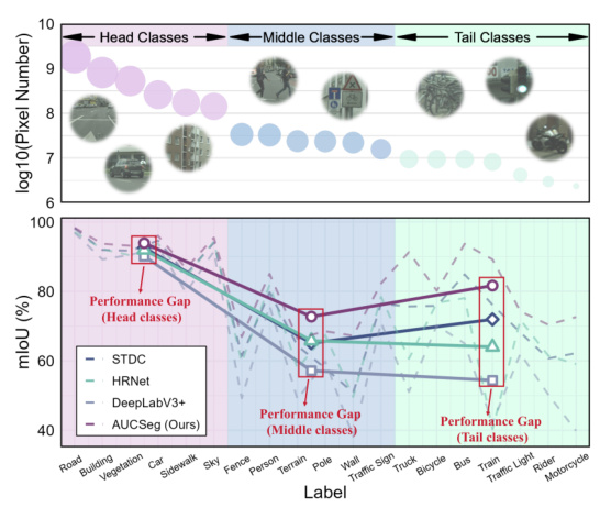 Head Classes Middle Classes Tail Classes
log10(Pixel Number)
10
9
8
7
6
mIoU (%)
100
80
60
40
Performance Gap
(Head classes)
Performance Gap
(Middle classes)
Performance Gap
(Tail classes)
STDC
HRNet
DeepLabV3+
AUCSeg (Ours)
Road Building Vegetation Car Sidewalk Sky Fence Person Terrain Pole Wall Traffic Sign Truck Bicycle Bus Train Traffic Light Rider Motorcycle
Label